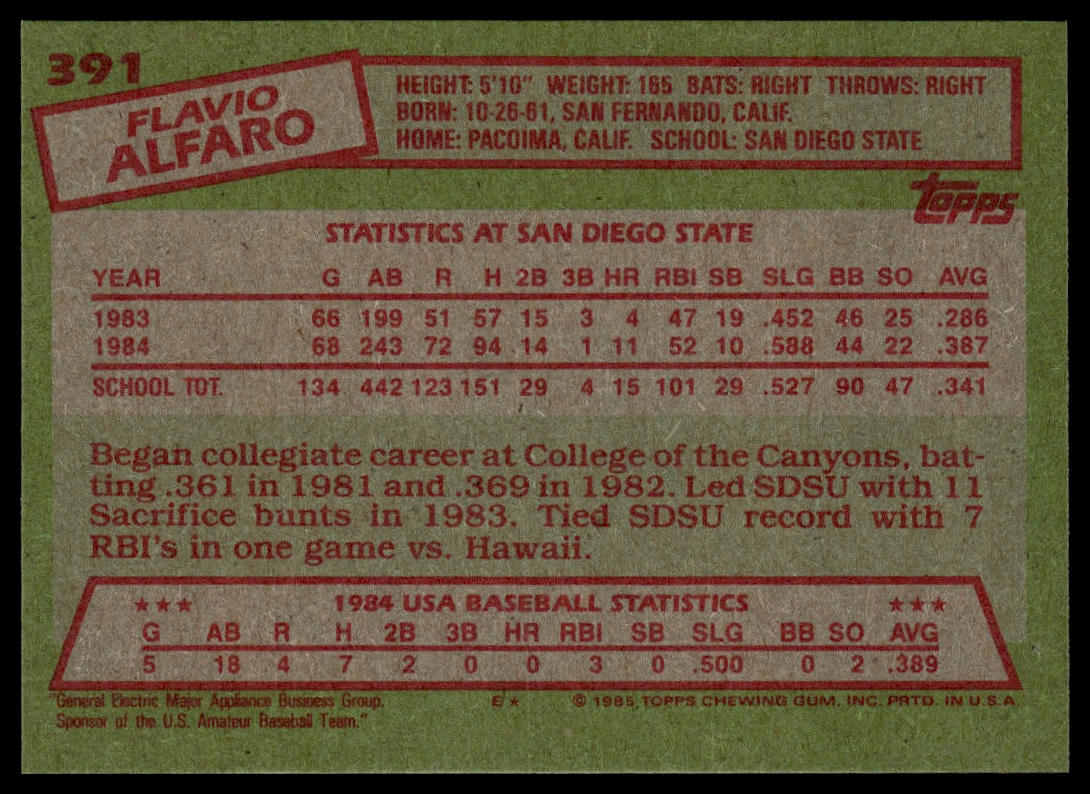 391
FLAVIO
ALFARO
HEIGHT: 5'10" WEIGHT: 165 BATS: RIGHT THROWS: RIGHT
BORN: 10-26-61, SAN FERNANDO, CALIF.
HOME: PACOIMA, CALIF. SCHOOL: SAN DIEGO STATE
TOPPS
STATISTICS AT SAN DIEGO STATE
YEAR G AB R H 2B 3B HR RBI SB SLG BB SO AVG
1983 66 199 51 57 15 3 4 47 19 .452 46 25 .286
1984 68 243 72 94 14 1 11 52 10 .588 44 22 .387
SCHOOL TOT. 134 442 123 151 29 4 15 101 29 .527 90 47 .341
Began collegiate career at College of the Canyons, bat-
ting .361 in 1981 and .369 in 1982. Led SDSU with 11
Sacrifice bunts in 1983. Tied SDSU record with 7
RBI's in one game vs. Hawaii.
★★★ 1984 USA BASEBALL STATISTICS ★★★
G AB R H 2B 3B HR RBI SB SLG BB SO AVG
5 18 4 7 2 0 0 3 0 .500 0 2 .389
"General Electric Major Appliance Business Group,
Sponsor of the U.S. Amateur Baseball Team."
E★ © 1985 TOPPS CHEWING GUM, INC. PRTD. IN U.S.A.